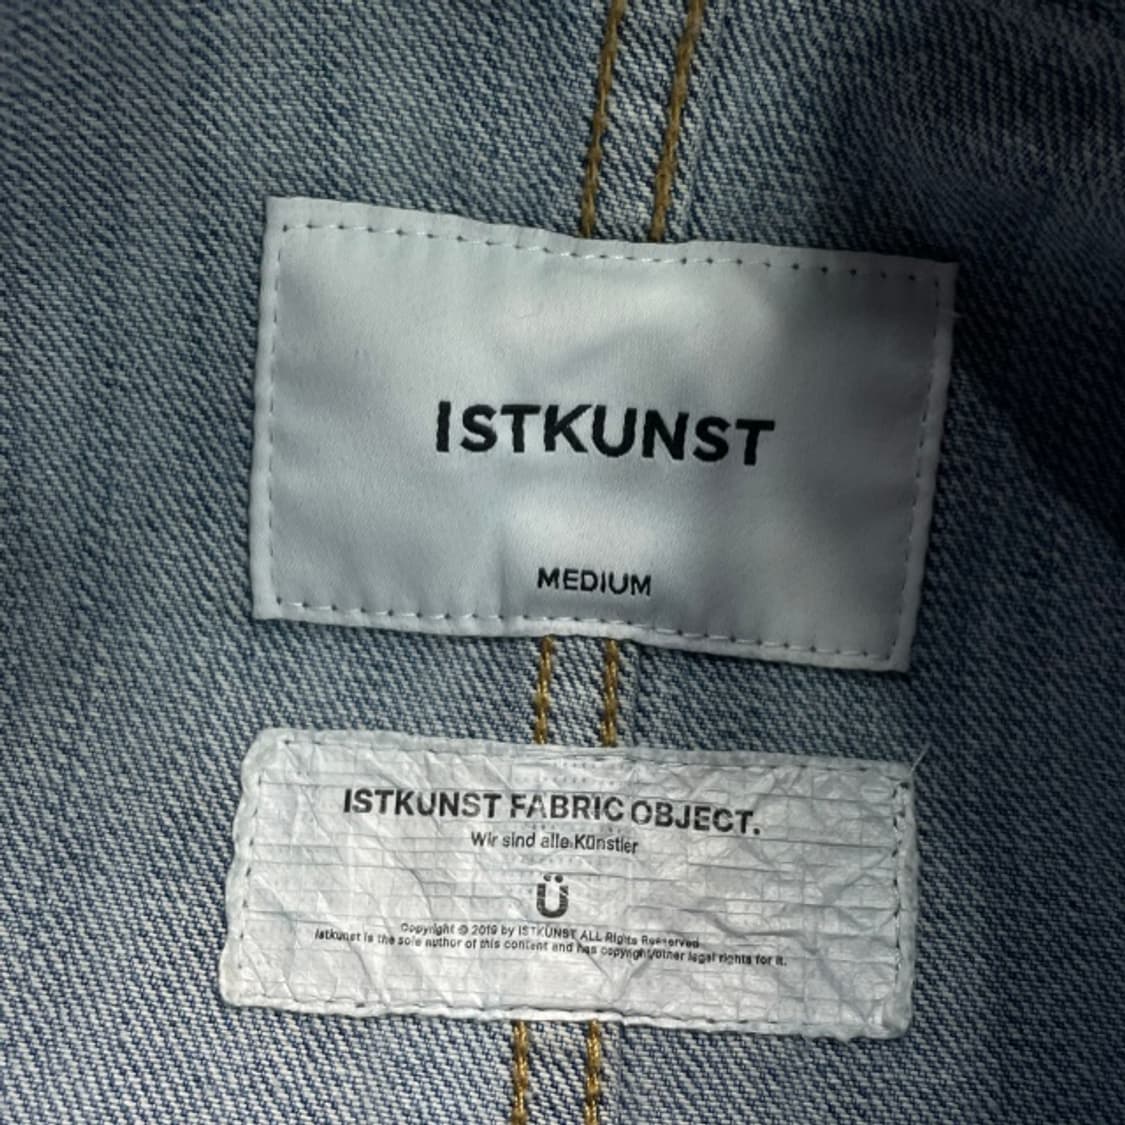 ISTKUNST
MEDIUM
ISTKUNST FABRIC OBJECT.
Wir sind alle Künstler
Ü
Copyright © 2019 by ISTKUNST ALL Rights Reeserved
Istkunst is the sole author of this content and has copyright/other legal rights for it.